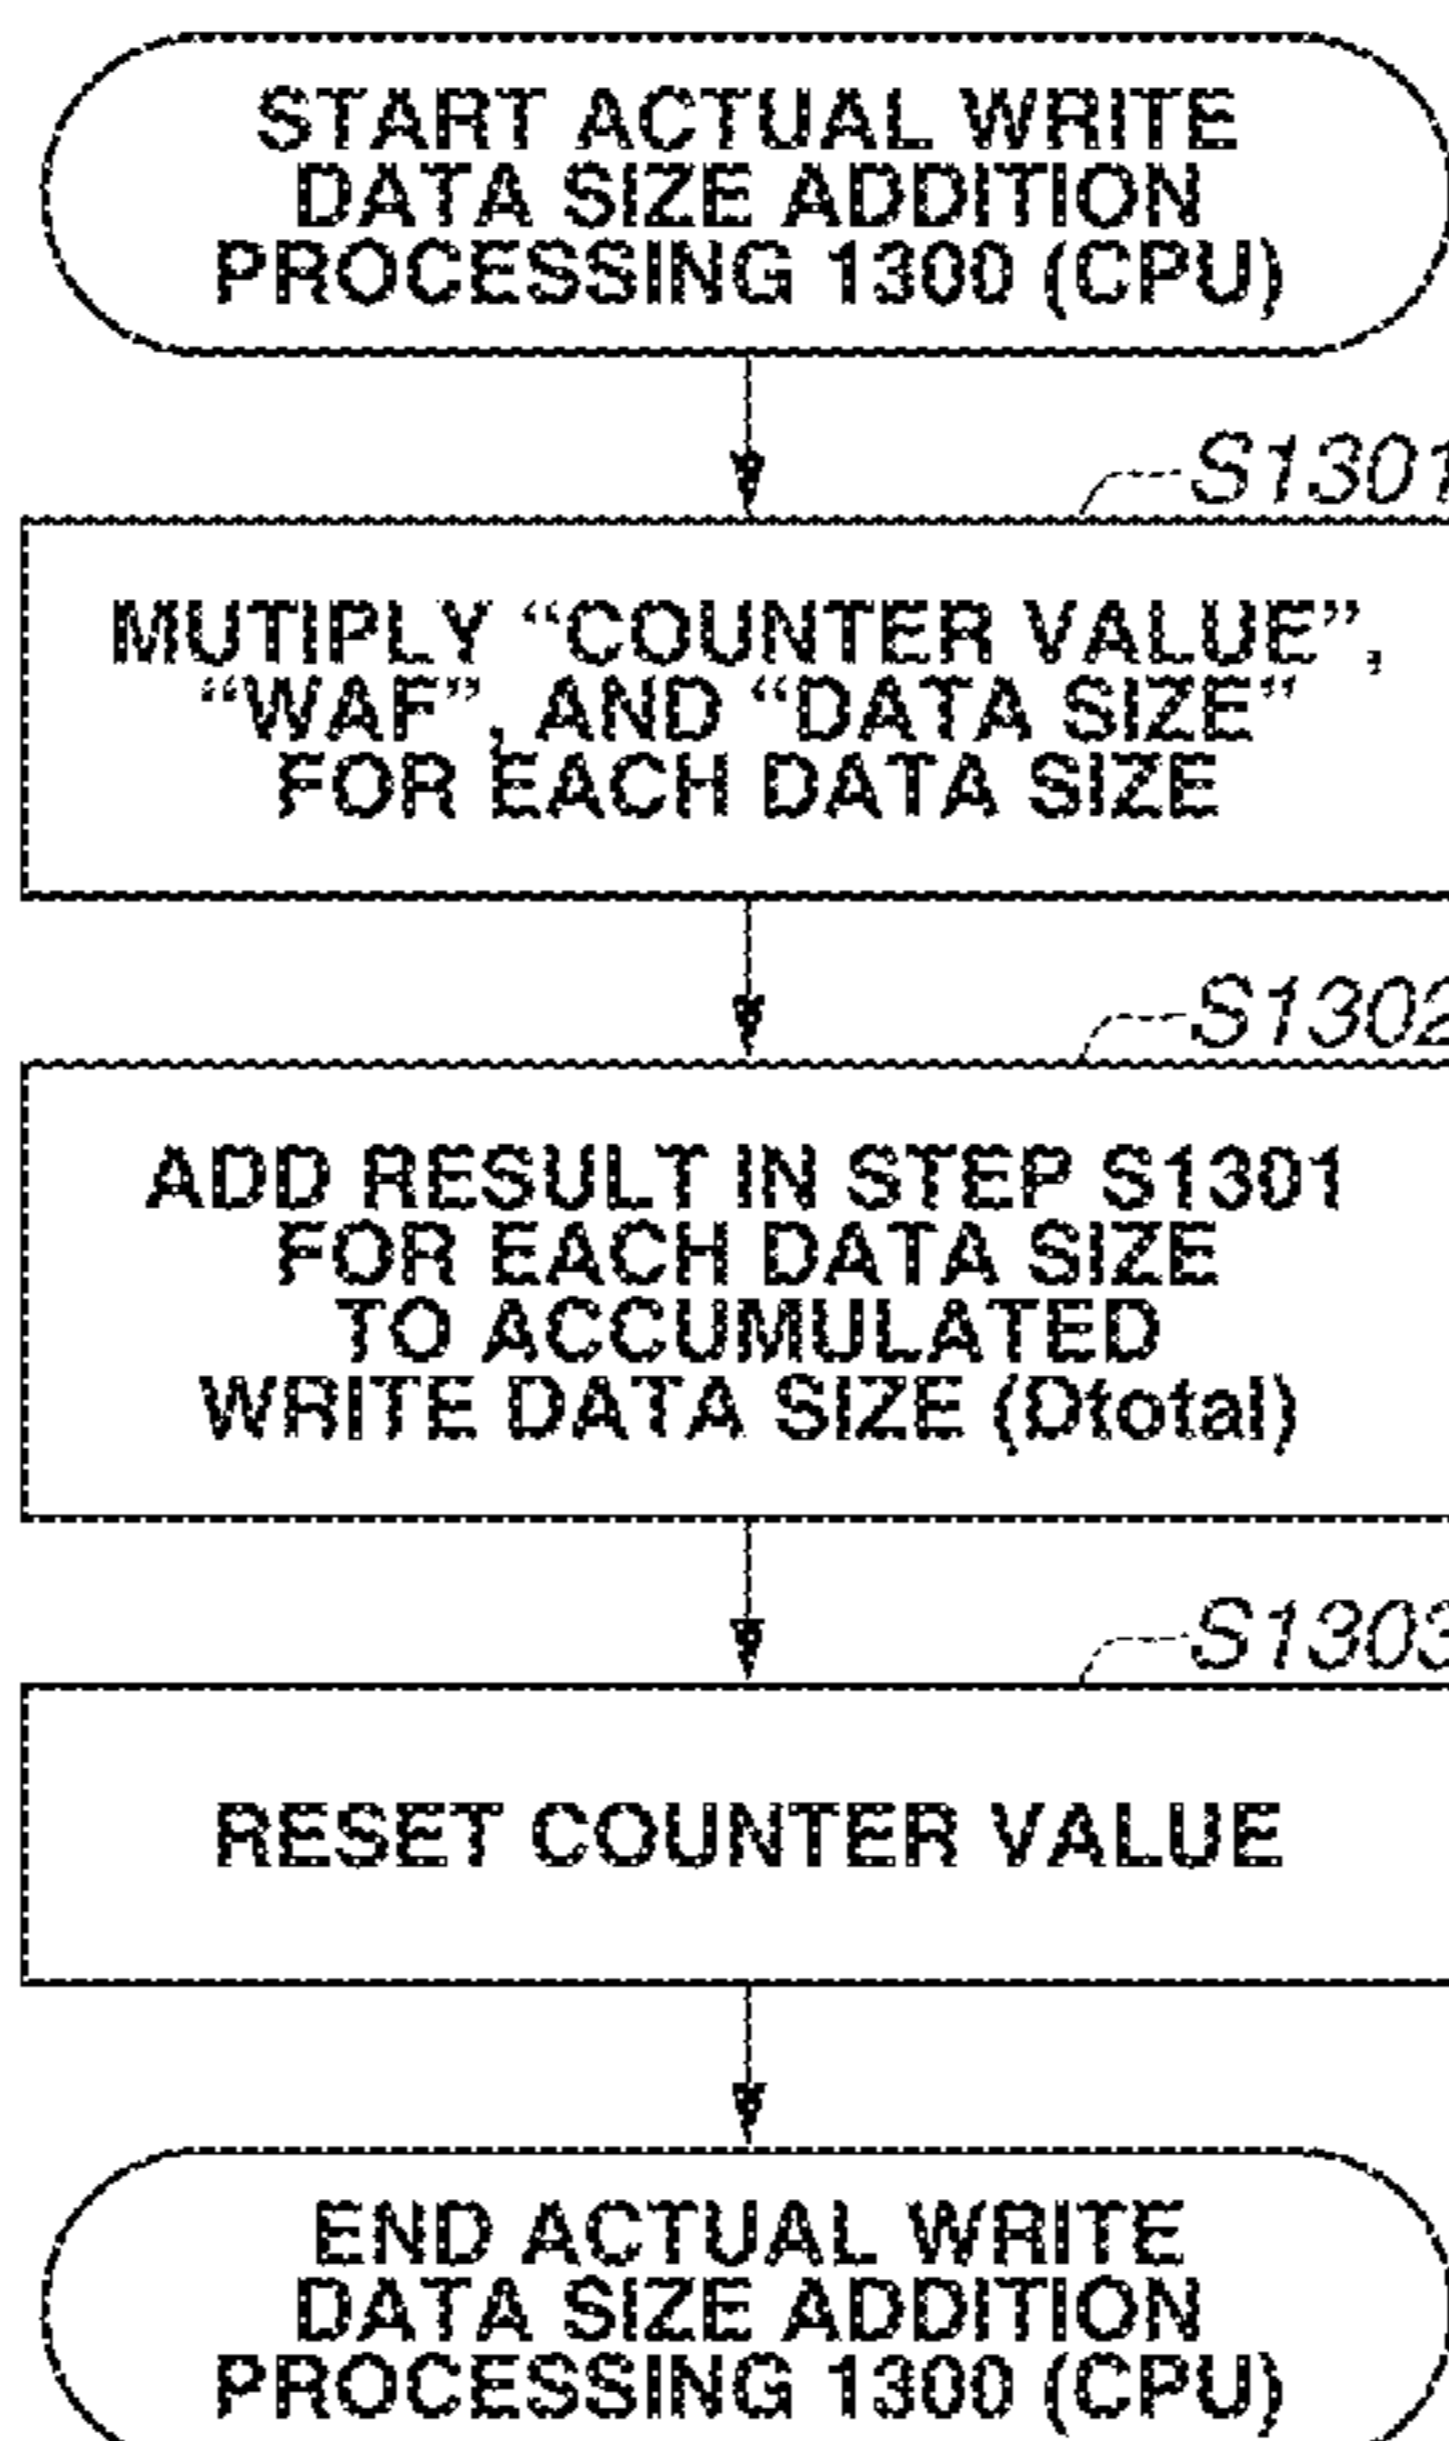 START ACTUAL WRITE
DATA SIZE ADDITION
PROCESSING 1300 (CPU)
S1301
MUTIPLY “COUNTER VALUE”,
“WAF”, AND “DATA SIZE”
FOR EACH DATA SIZE
S1302
ADD RESULT IN STEP S1301
FOR EACH DATA SIZE
TO ACCUMULATED
WRITE DATA SIZE (Dtotal)
S1303
RESET COUNTER VALUE
END ACTUAL WRITE
DATA SIZE ADDITION
PROCESSING 1300 (CPU)